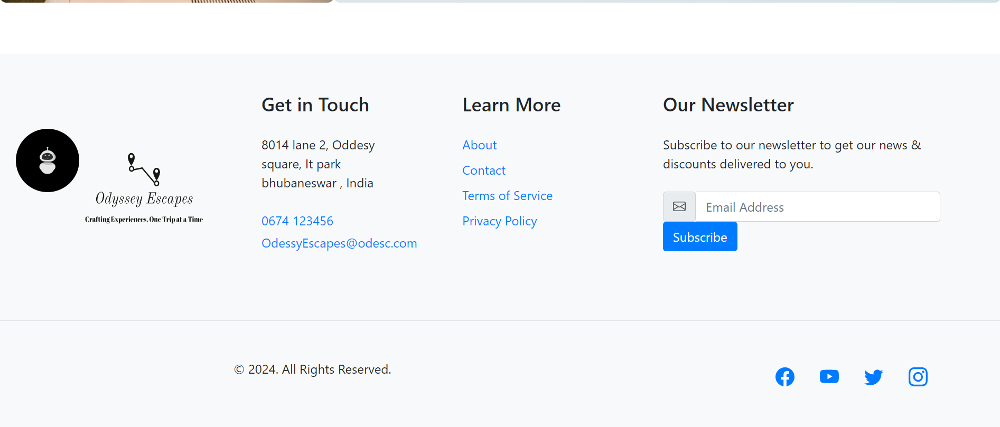 Odyssey Escapes
Crafting Experiences, One Trip at a Time
Get in Touch
8014 lane 2, Oddesy
square, It park
bhubaneswar , India
0674 123456
OdessyEscapes@odesc.com
Learn More
About
Contact
Terms of Service
Privacy Policy
Our Newsletter
Subscribe to our newsletter to get our news &
discounts delivered to you.
Email Address
Subscribe
© 2024. All Rights Reserved.